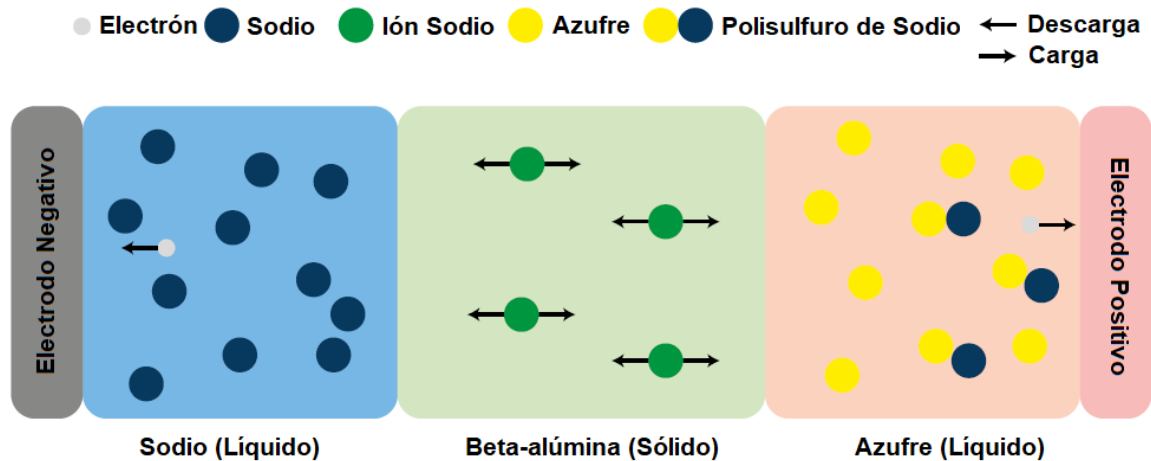 Electrón Sodio Ión Sodio Azufre Polisulfuro de Sodio Descarga
Carga
Electrodo Negativo
Electrodo Positivo
Sodio (Líquido) Beta-alúmina (Sólido) Azufre (Líquido)